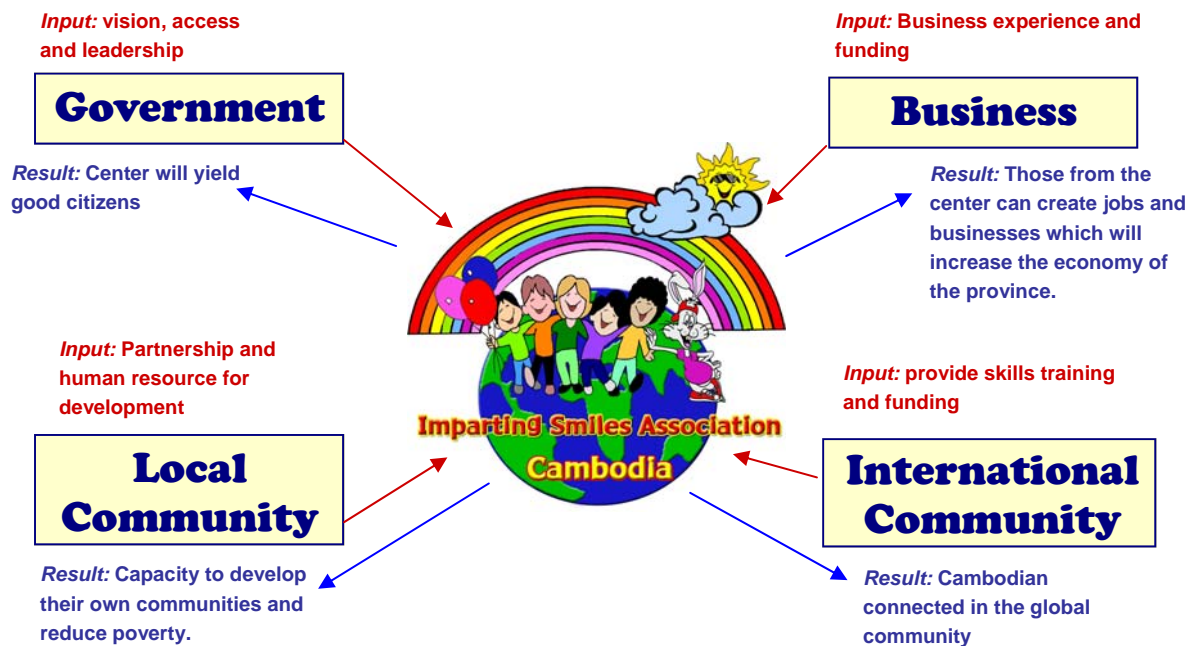 Input: vision, access
and leadership
Government
Result: Center will yield
good citizens
Input: Business experience and
funding
Business
Result: Those from the
center can create jobs and
businesses which will
increase the economy of
the province.
Imparting Smiles Association
Cambodia
Input: Partnership and
human resource for
development
Local
Community
Result: Capacity to develop
their own communities and
reduce poverty.
Input: provide skills training
and funding
International
Community
Result: Cambodian
connected in the global
community